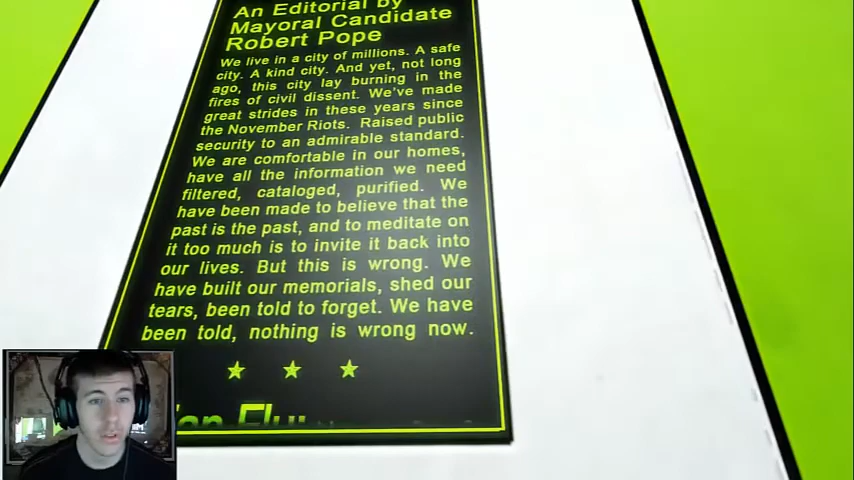 An Editorial by
Mayoral Candidate
Robert Pope
We live in a city of millions. A safe
city. A kind city. And yet, not long
ago, this city lay burning in the
fires of civil dissent. We've made
great strides in these years since
the November Riots. Raised public
security to an admirable standard.
We are comfortable in our homes,
have all the information we need
filtered, cataloged, purified. We
have been made to believe that the
past is the past, and to meditate on
it too much is to invite it back into
our lives. But this is wrong. We
have built our memorials, shed our
tears, been told to forget. We have
been told, nothing is wrong now.